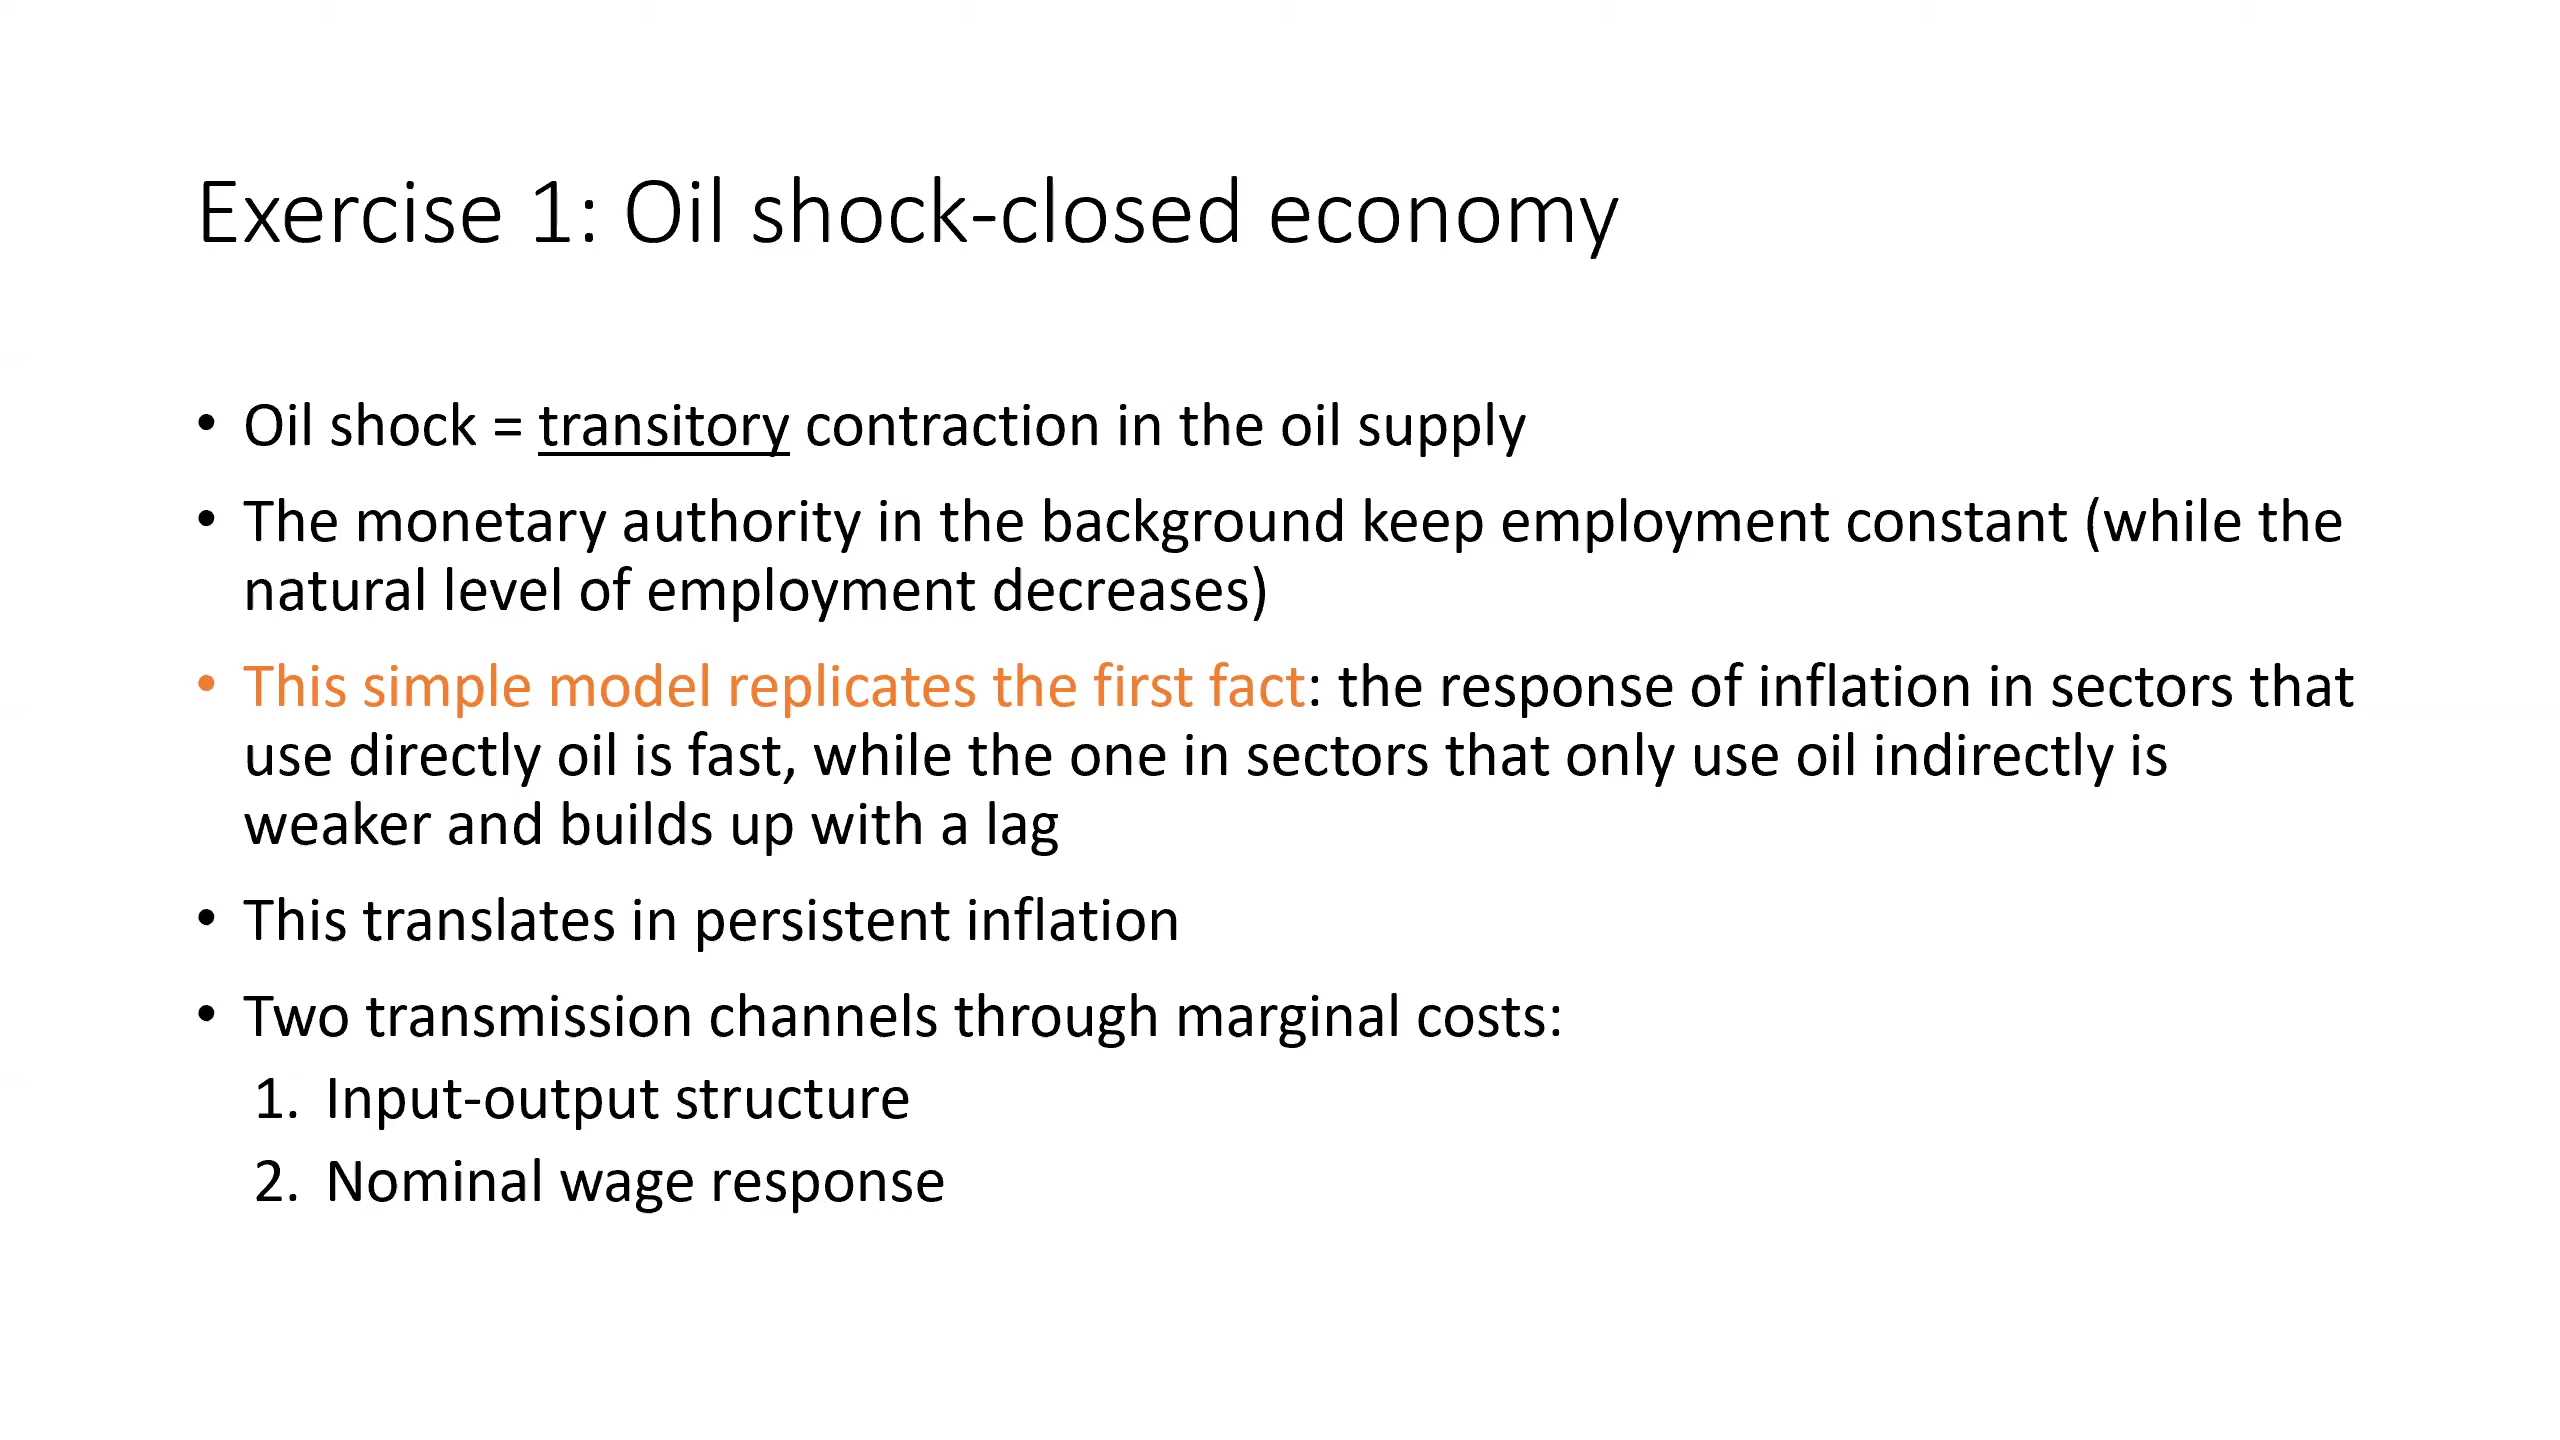 Exercise 1: Oil shock-closed economy
• Oil shock = transitory contraction in the oil supply
• The monetary authority in the background keep employment constant (while the
natural level of employment decreases)
• This simple model replicates the first fact: the response of inflation in sectors that
use directly oil is fast, while the one in sectors that only use oil indirectly is
weaker and builds up with a lag
• This translates in persistent inflation
• Two transmission channels through marginal costs:
1. Input-output structure
2. Nominal wage response